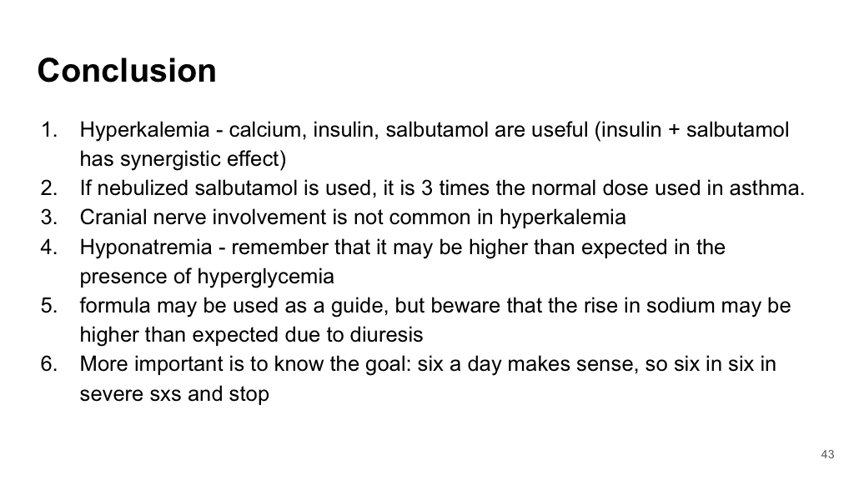 Conclusion
1. Hyperkalemia - calcium, insulin, salbutamol are useful (insulin + salbutamol
has synergistic effect)
2. If nebulized salbutamol is used, it is 3 times the normal dose used in asthma.
3. Cranial nerve involvement is not common in hyperkalemia
4. Hyponatremia - remember that it may be higher than expected in the
presence of hyperglycemia
5. formula may be used as a guide, but beware that the rise in sodium may be
higher than expected due to diuresis
6. More important is to know the goal: six a day makes sense, so six in six in
severe sxs and stop
43